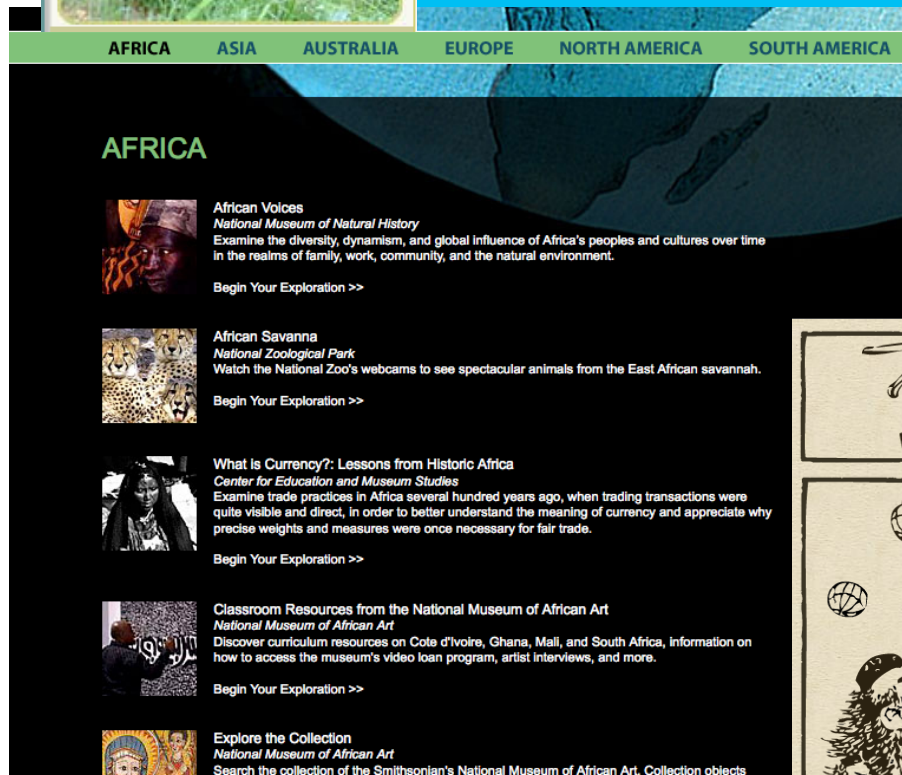 AFRICA ASIA AUSTRALIA EUROPE NORTH AMERICA SOUTH AMERICA
AFRICA
African Voices
National Museum of Natural History
Examine the diversity, dynamism, and global influence of Africa's peoples and cultures over time
in the realms of family, work, community, and the natural environment.
Begin Your Exploration >>
African Savanna
National Zoological Park
Watch the National Zoo's webcams to see spectacular animals from the East African savannah.
Begin Your Exploration >>
What is Currency?: Lessons from Historic Africa
Center for Education and Museum Studies
Examine trade practices in Africa several hundred years ago, when trading transactions were
quite visible and direct, in order to better understand the meaning of currency and appreciate why
precise weights and measures were once necessary for fair trade.
Begin Your Exploration >>
Classroom Resources from the National Museum of African Art
National Museum of African Art
Discover curriculum resources on Cote d'Ivoire, Ghana, Mali, and South Africa, information on
how to access the museum's video loan program, artist interviews, and more.
Begin Your Exploration >>
Explore the Collection
National Museum of African Art
Search the collection of the Smithsonian's National Museum of African Art. Collection objects